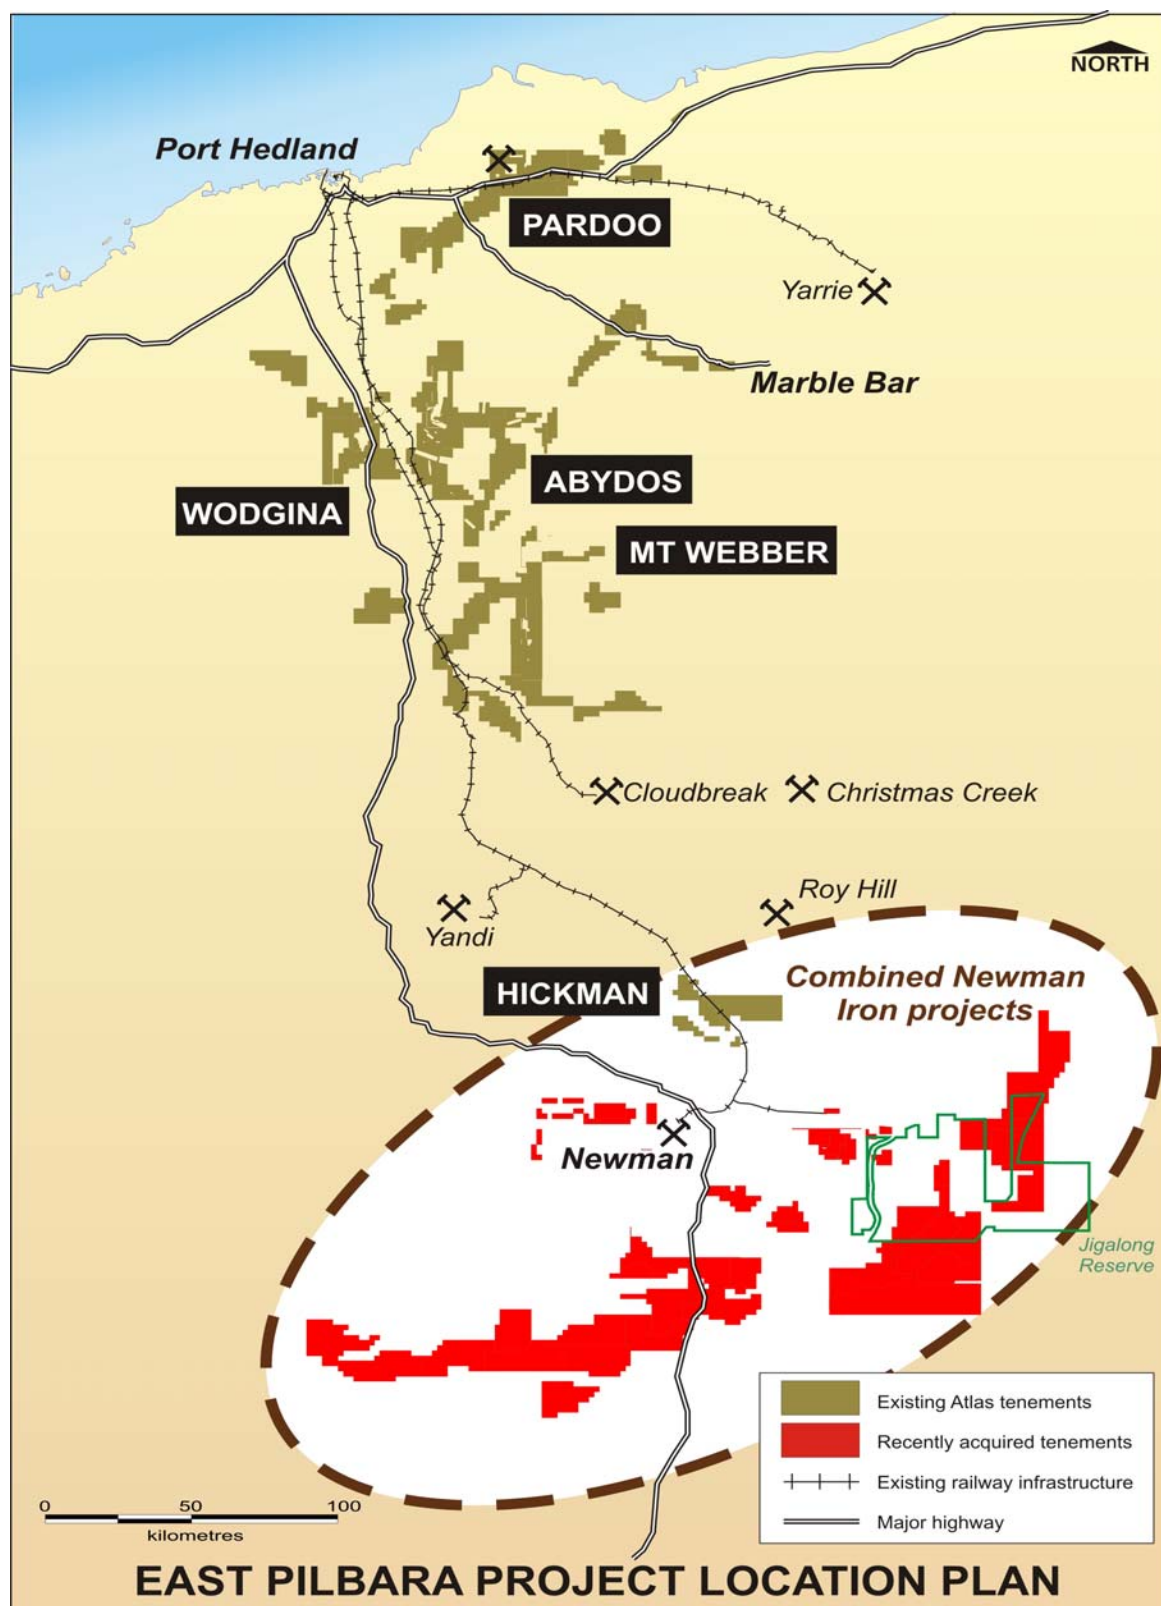 NORTH
Port Hedland
PARDOO
Yarrie
Marble Bar
ABYDOS
WODGINA
MT WEBBER
Cloudbreak
Christmas Creek
Roy Hill
Yandi
HICKMAN
Combined Newman
Iron projects
Newman
Jigalong
Reserve
Existing Atlas tenements
Recently acquired tenements
Existing railway infrastructure
Major highway
0 50 100
kilometres
EAST PILBARA PROJECT LOCATION PLAN